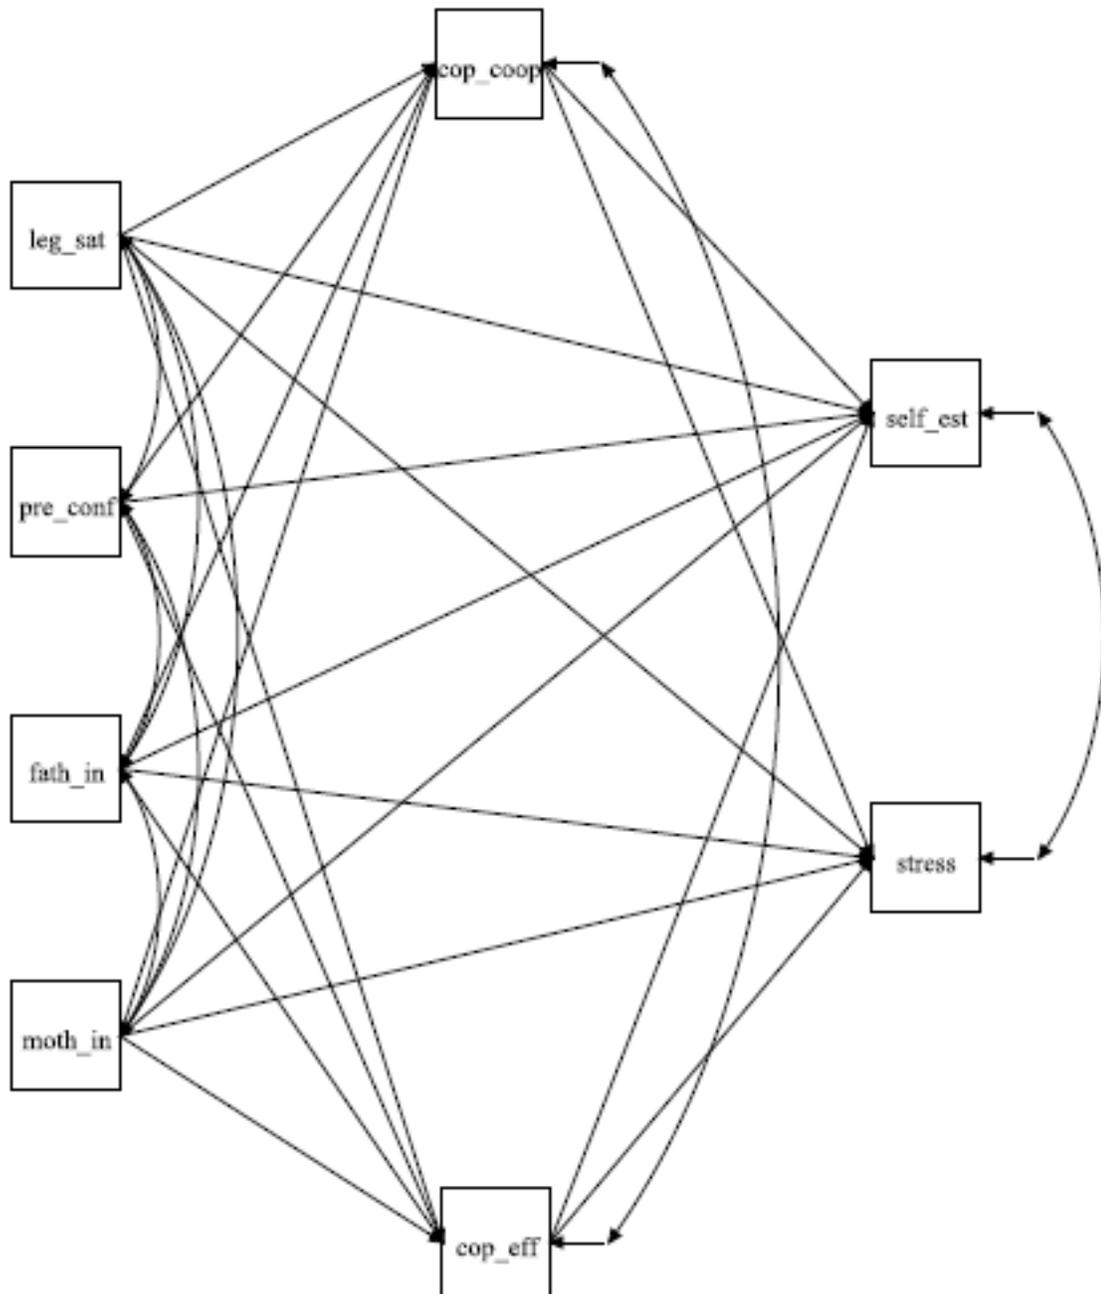 cop_coop
leg_sat
self_est
pre_conf
fath_in
stress
moth_in
cop_eff